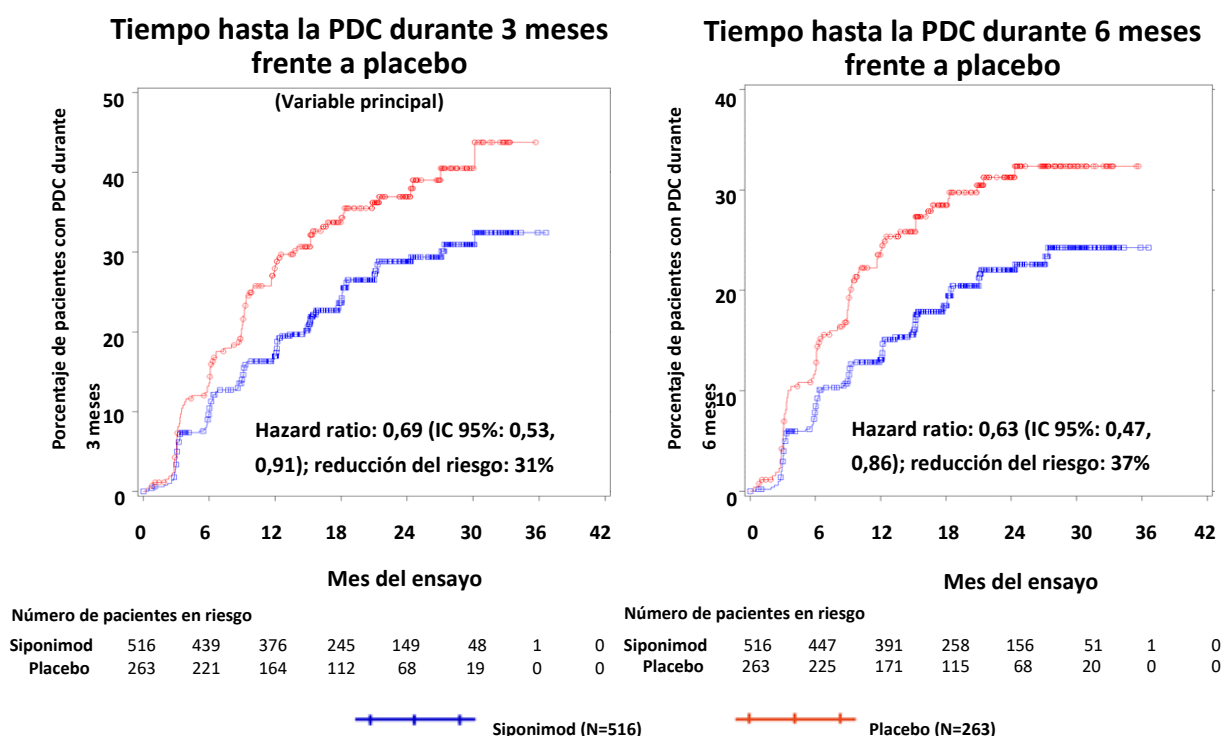 Tiempo hasta la PDC durante 3 meses
frente a placebo
(Variable principal)
Porcentaje de pacientes con PDC durante
3 meses
50
40
30
20
10
0
Hazard ratio: 0,69 (IC 95%: 0,53,
0,91); reducción del riesgo: 31%
0 6 12 18 24 30 36 42
Mes del ensayo
Número de pacientes en riesgo
Siponimod 516 439 376 245 149 48 1 0
Placebo 263 221 164 112 68 19 0 0
Tiempo hasta la PDC durante 6 meses
frente a placebo
Porcentaje de pacientes con PDC durante
6 meses
40
30
20
10
0
Hazard ratio: 0,63 (IC 95%: 0,47,
0,86); reducción del riesgo: 37%
0 6 12 18 24 30 36 42
Mes del ensayo
Número de pacientes en riesgo
Siponimod 516 447 391 258 156 51 1 0
Placebo 263 225 171 115 68 20 0 0
Siponimod (N=516)
Placebo (N=263)